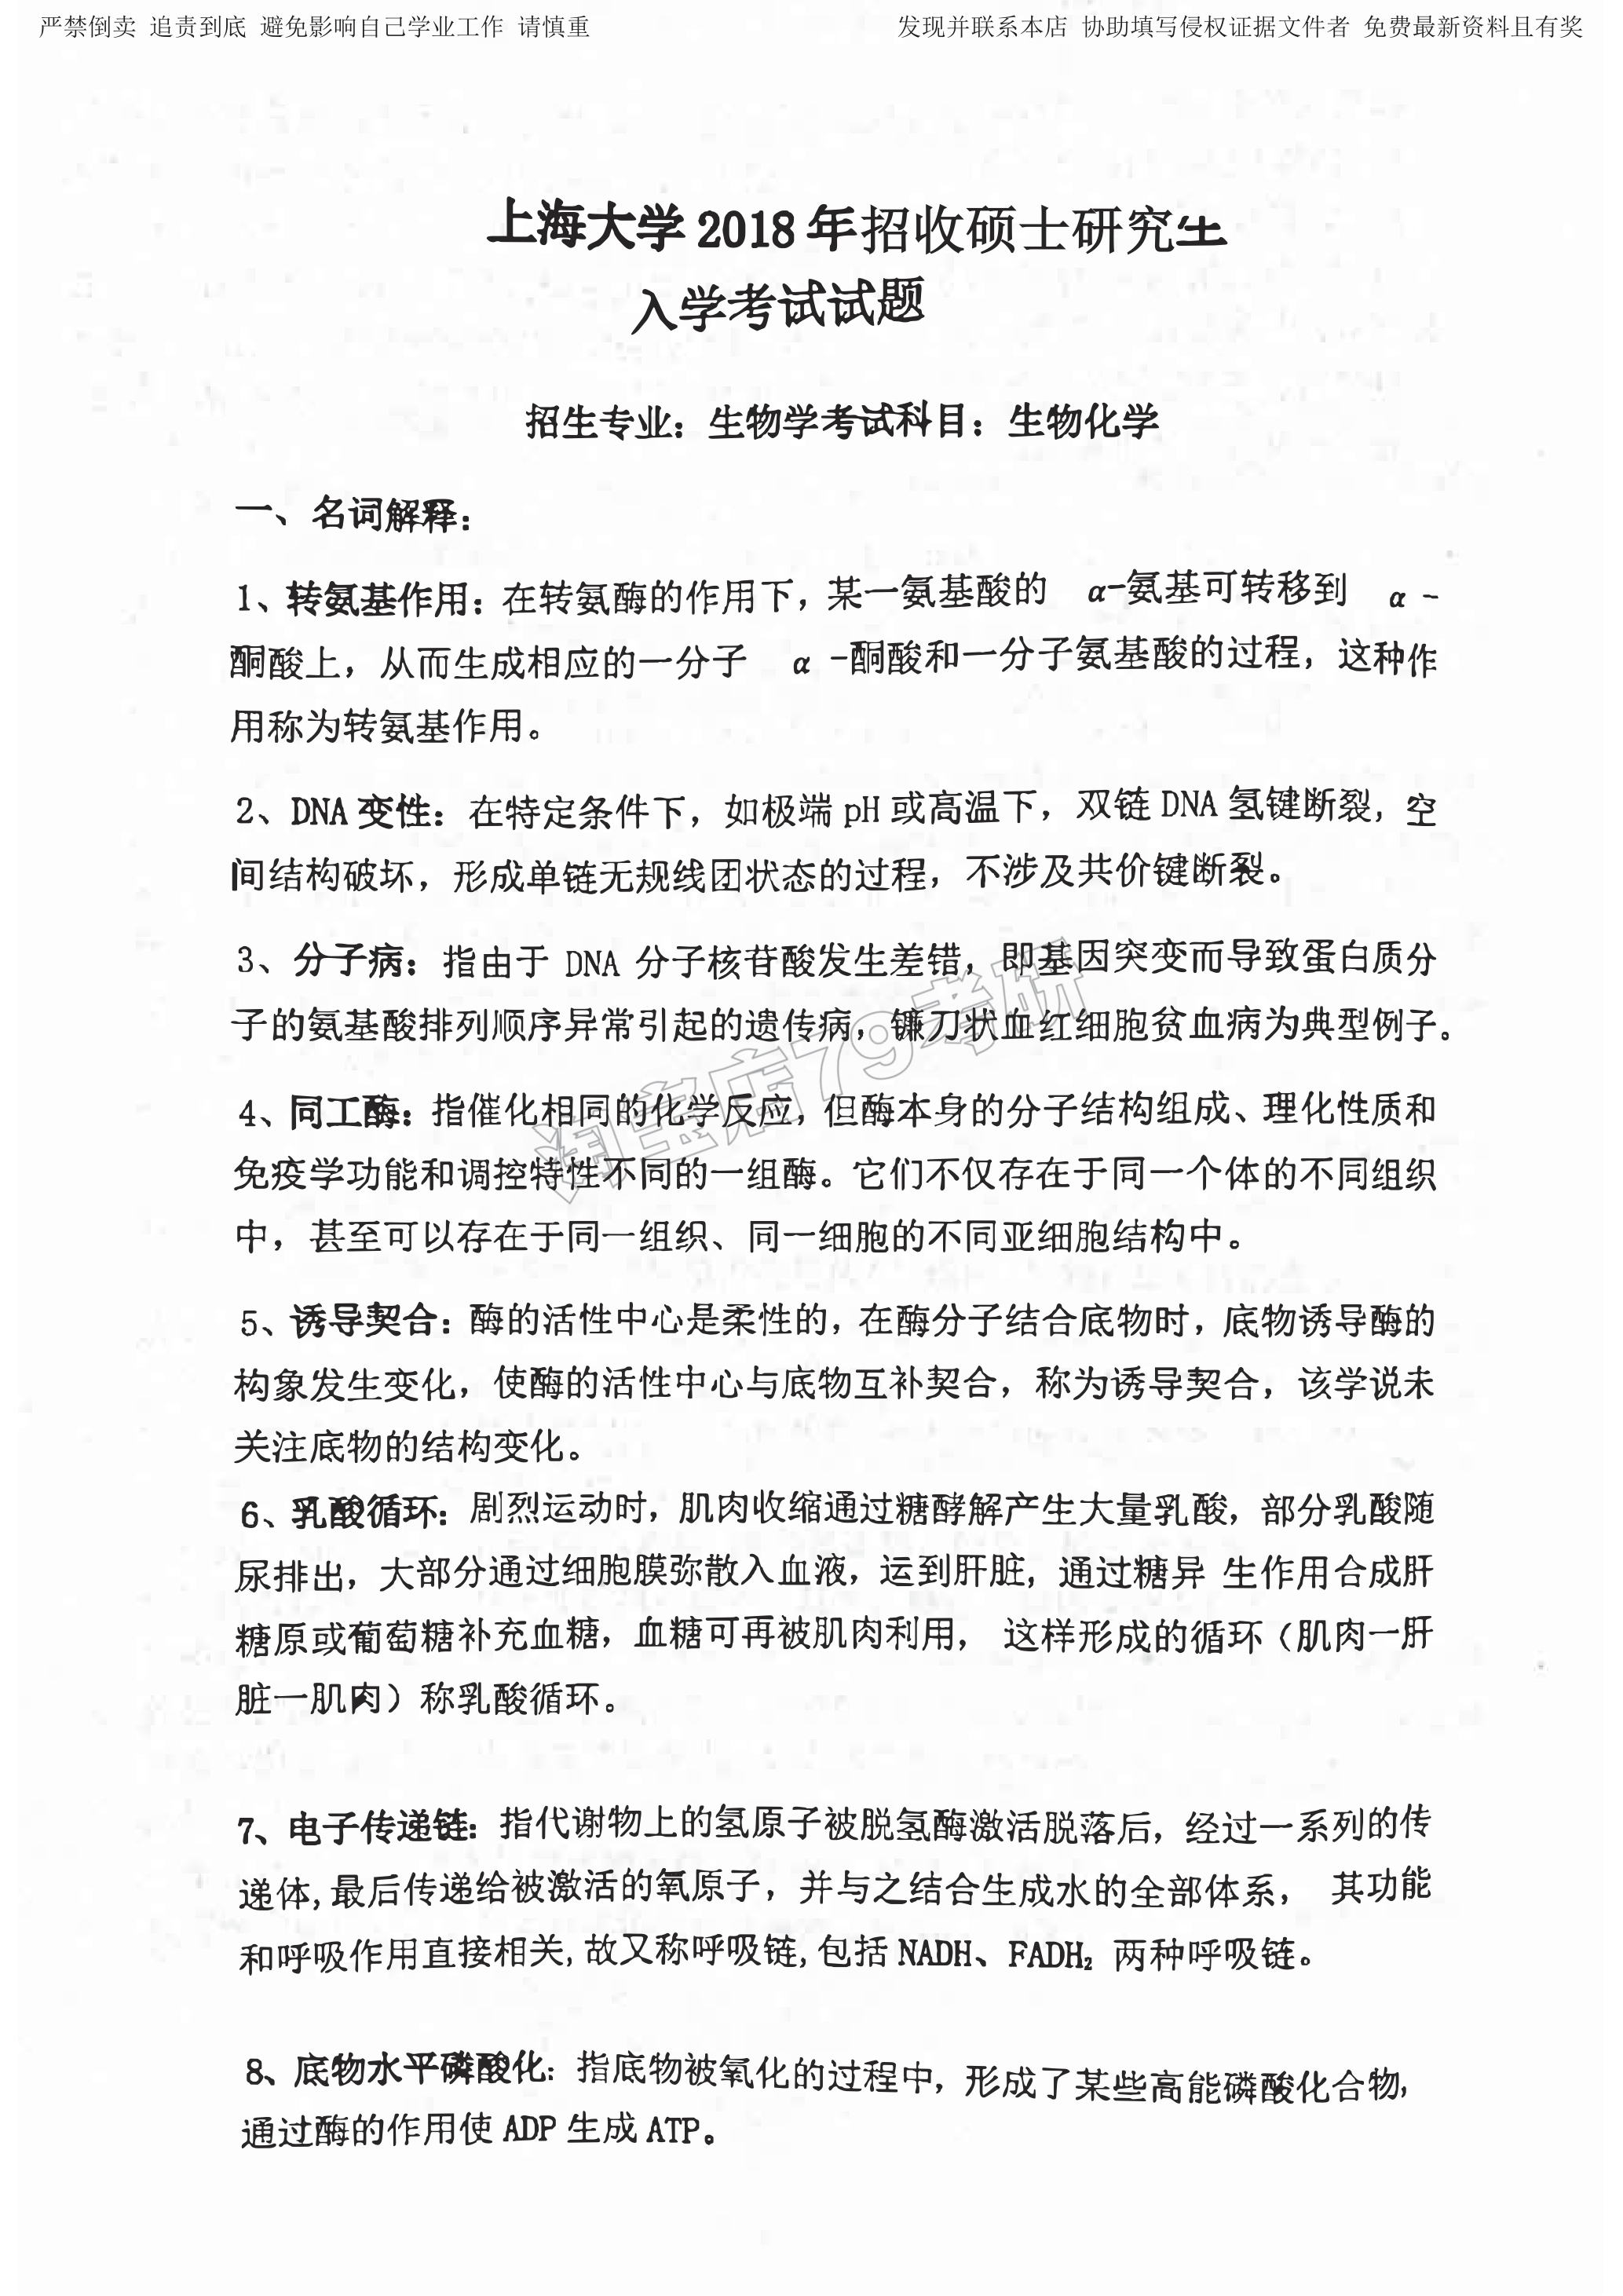 严禁倒卖 追责到底 避免影响自己学业工作 请慎重
发现并联系本店 协助填写侵权证据文件者 免费最新资料且有奖
上海大学 2018 年招收硕士研究生
入学考试试题
招生专业：生物学考试科目：生物化学
一、名词解释：
1、转氨基作用：在转氨酶的作用下，某一氨基酸的 α-氨基可转移到 α-
酮酸上，从而生成相应的一分子 α-酮酸和一分子氨基酸的过程，这种作
用称为转氨基作用。
2、DNA 变性：在特定条件下，如极端 pH 或高温下，双链 DNA 氢键断裂，空
间结构破坏，形成单链无规线团状态的过程，不涉及共价键断裂。
3、分子病：指由于 DNA 分子核苷酸发生差错，即基因突变而导致蛋白质分
子的氨基酸排列顺序异常引起的遗传病，镰刀状血红细胞贫血病为典型例子。
4、同工酶：指催化相同的化学反应，但酶本身的分子结构组成、理化性质和
免疫学功能和调控特性不同的一组酶。它们不仅存在于同一个体的不同组织
中，甚至可以存在于同一组织、同一细胞的不同亚细胞结构中。
5、诱导契合：酶的活性中心是柔性的，在酶分子结合底物时，底物诱导酶的
构象发生变化，使酶的活性中心与底物互补契合，称为诱导契合，该学说未
关注底物的结构变化。
6、乳酸循环：剧烈运动时，肌肉收缩通过糖酵解产生大量乳酸，部分乳酸随
尿排出，大部分通过细胞膜弥散入血液，运到肝脏，通过糖异 生作用合成肝
糖原或葡萄糖补充血糖，血糖可再被肌肉利用， 这样形成的循环（肌肉一肝
脏一肌肉）称乳酸循环。
7、电子传递链：指代谢物上的氢原子被脱氢酶激活脱落后，经过一系列的传
递体，最后传递给被激活的氧原子，并与之结合生成水的全部体系， 其功能
和呼吸作用直接相关，故又称呼吸链，包括 NADH、FADH₂ 两种呼吸链。
8、底物水平磷酸化：指底物被氧化的过程中，形成了某些高能磷酸化合物，
通过酶的作用使 ADP 生成 ATP。
淘宝店79考研